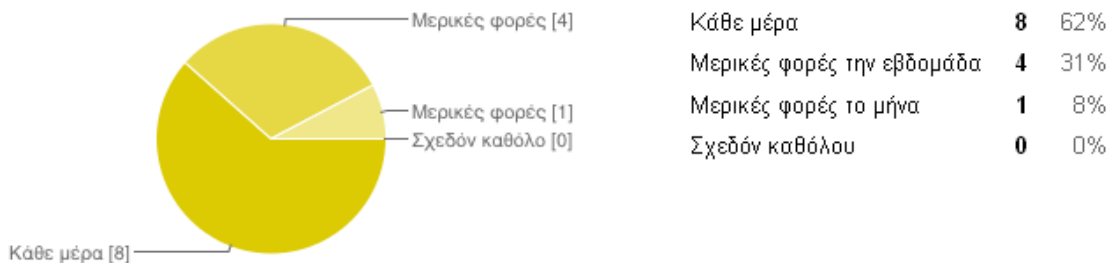 Μερικές φορές [4]
Μερικές φορές [1]
Σχεδόν καθόλο [0]
Κάθε μέρα [8]
Κάθε μέρα 8 62%
Μερικές φορές την εβδομάδα 4 31%
Μερικές φορές το μήνα 1 8%
Σχεδόν καθόλου 0 0%